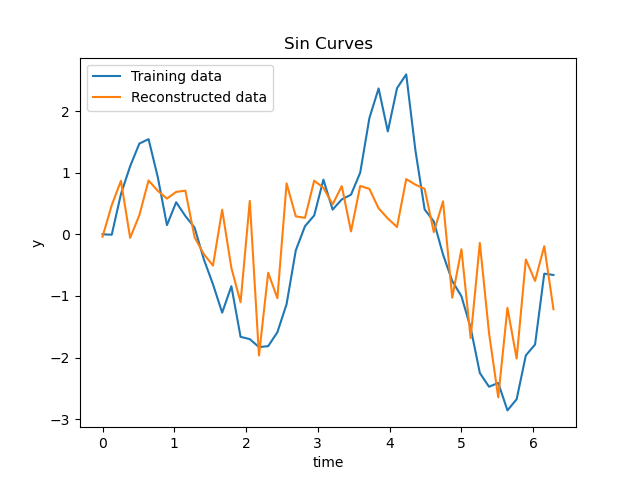 Sin Curves
Training data
Reconstructed data
y
2
1
0
−1
−2
−3
0 1 2 3 4 5 6
time